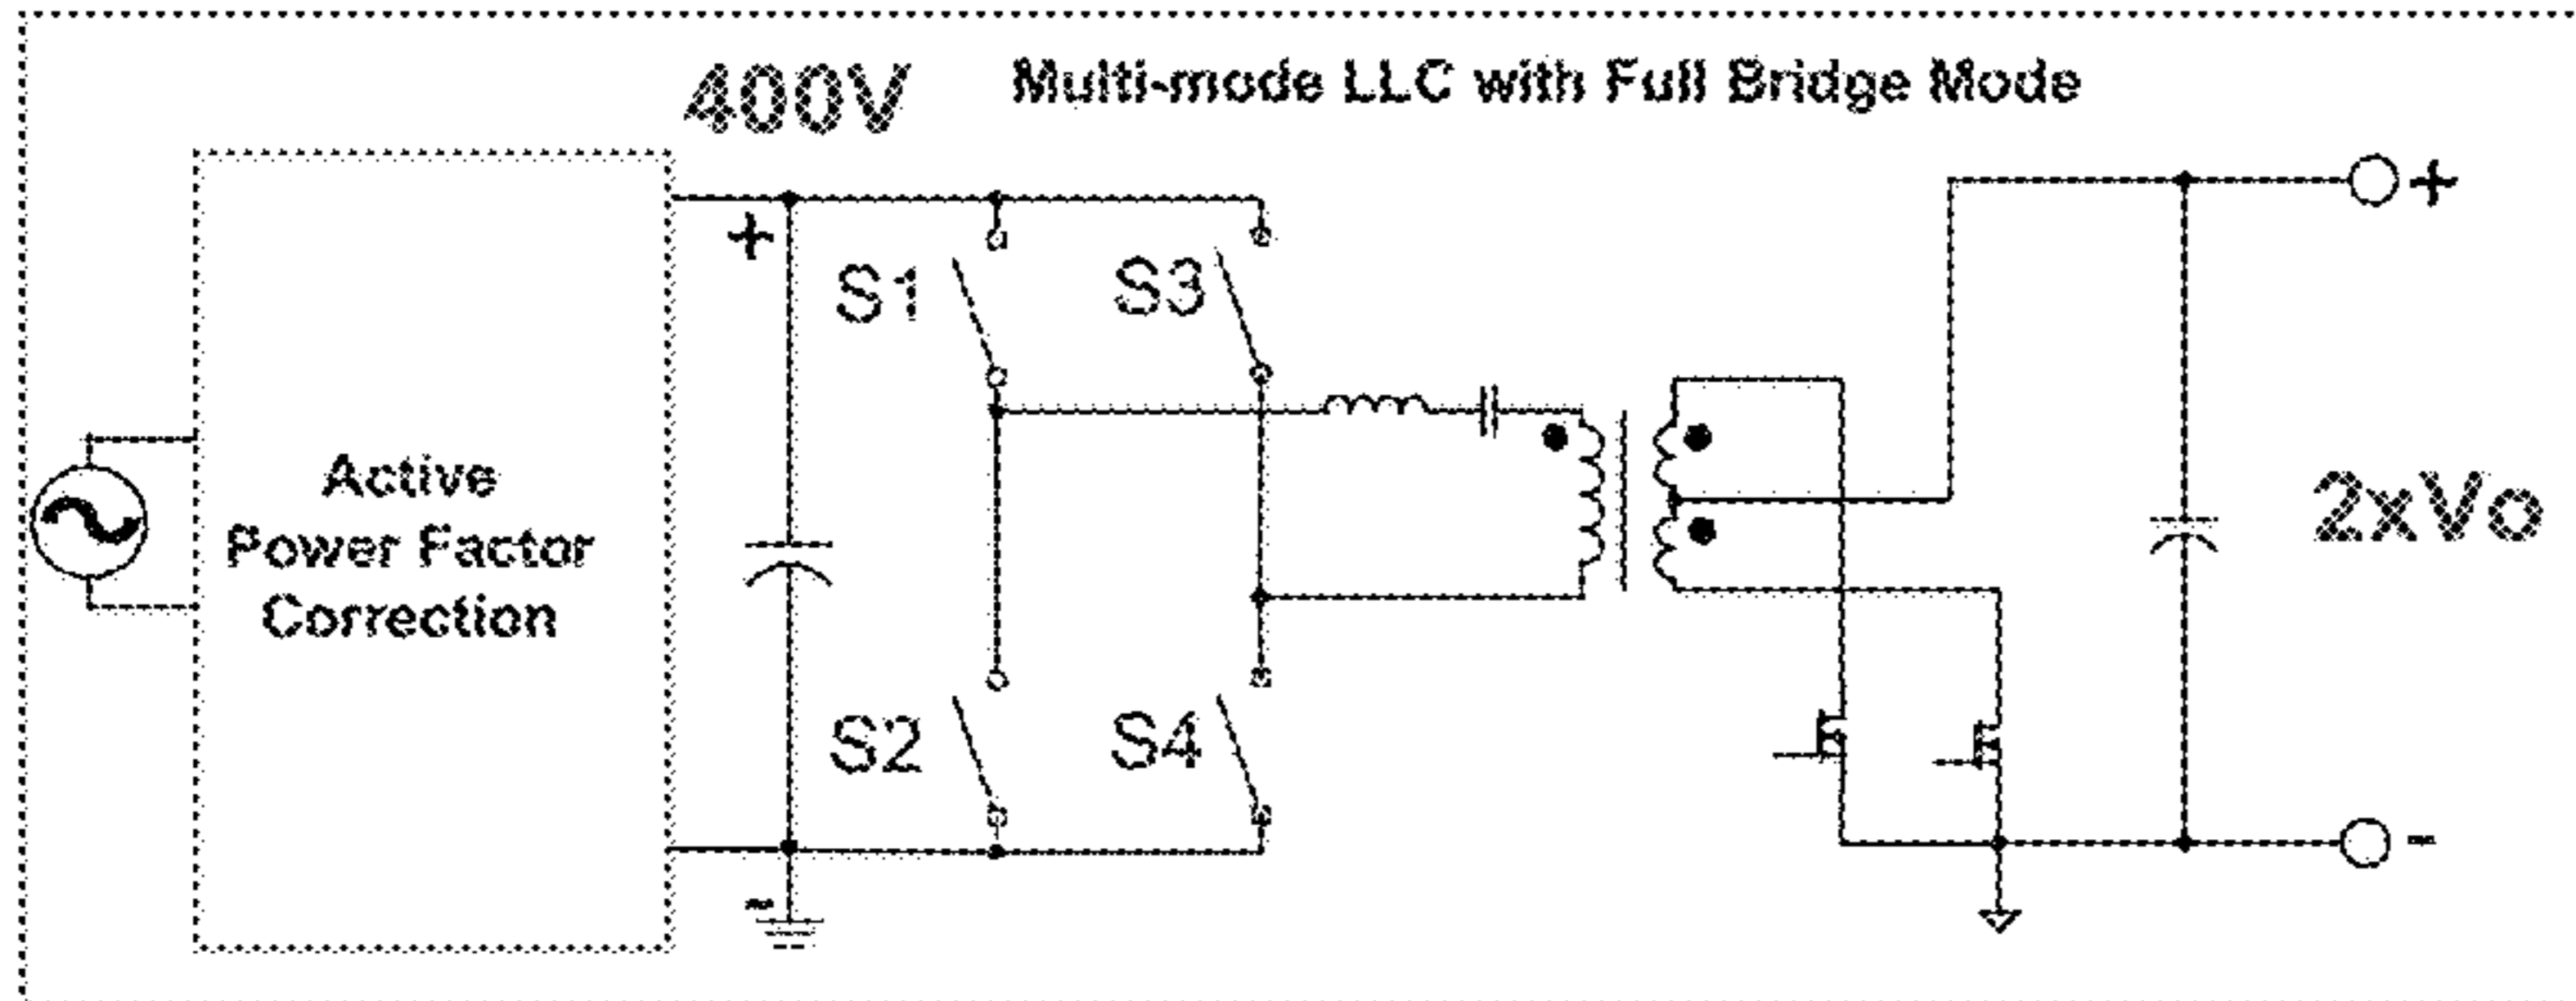 400V
Multi-mode LLC with Full Bridge Mode
+
+
S1
S3
Active
Power Factor
Correction
2xVo
S2
S4
-
-